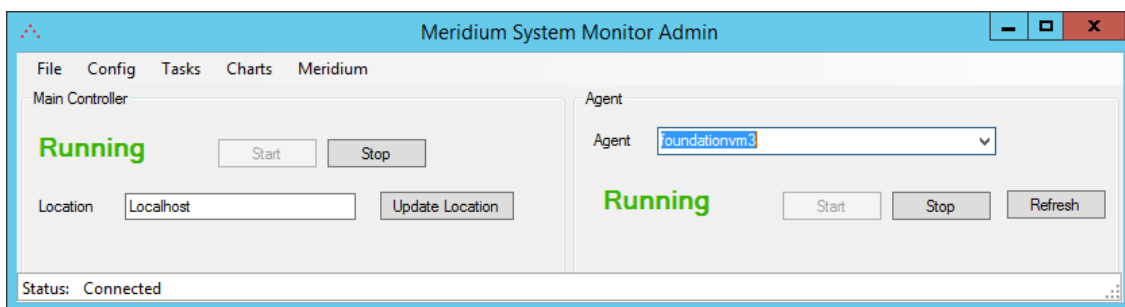 Meridium System Monitor Admin
File Config Tasks Charts Meridium
Main Controller
Running Start Stop
Location Localhost Update Location
Agent
Agent foundationvm3
Running Start Stop Refresh
Status: Connected